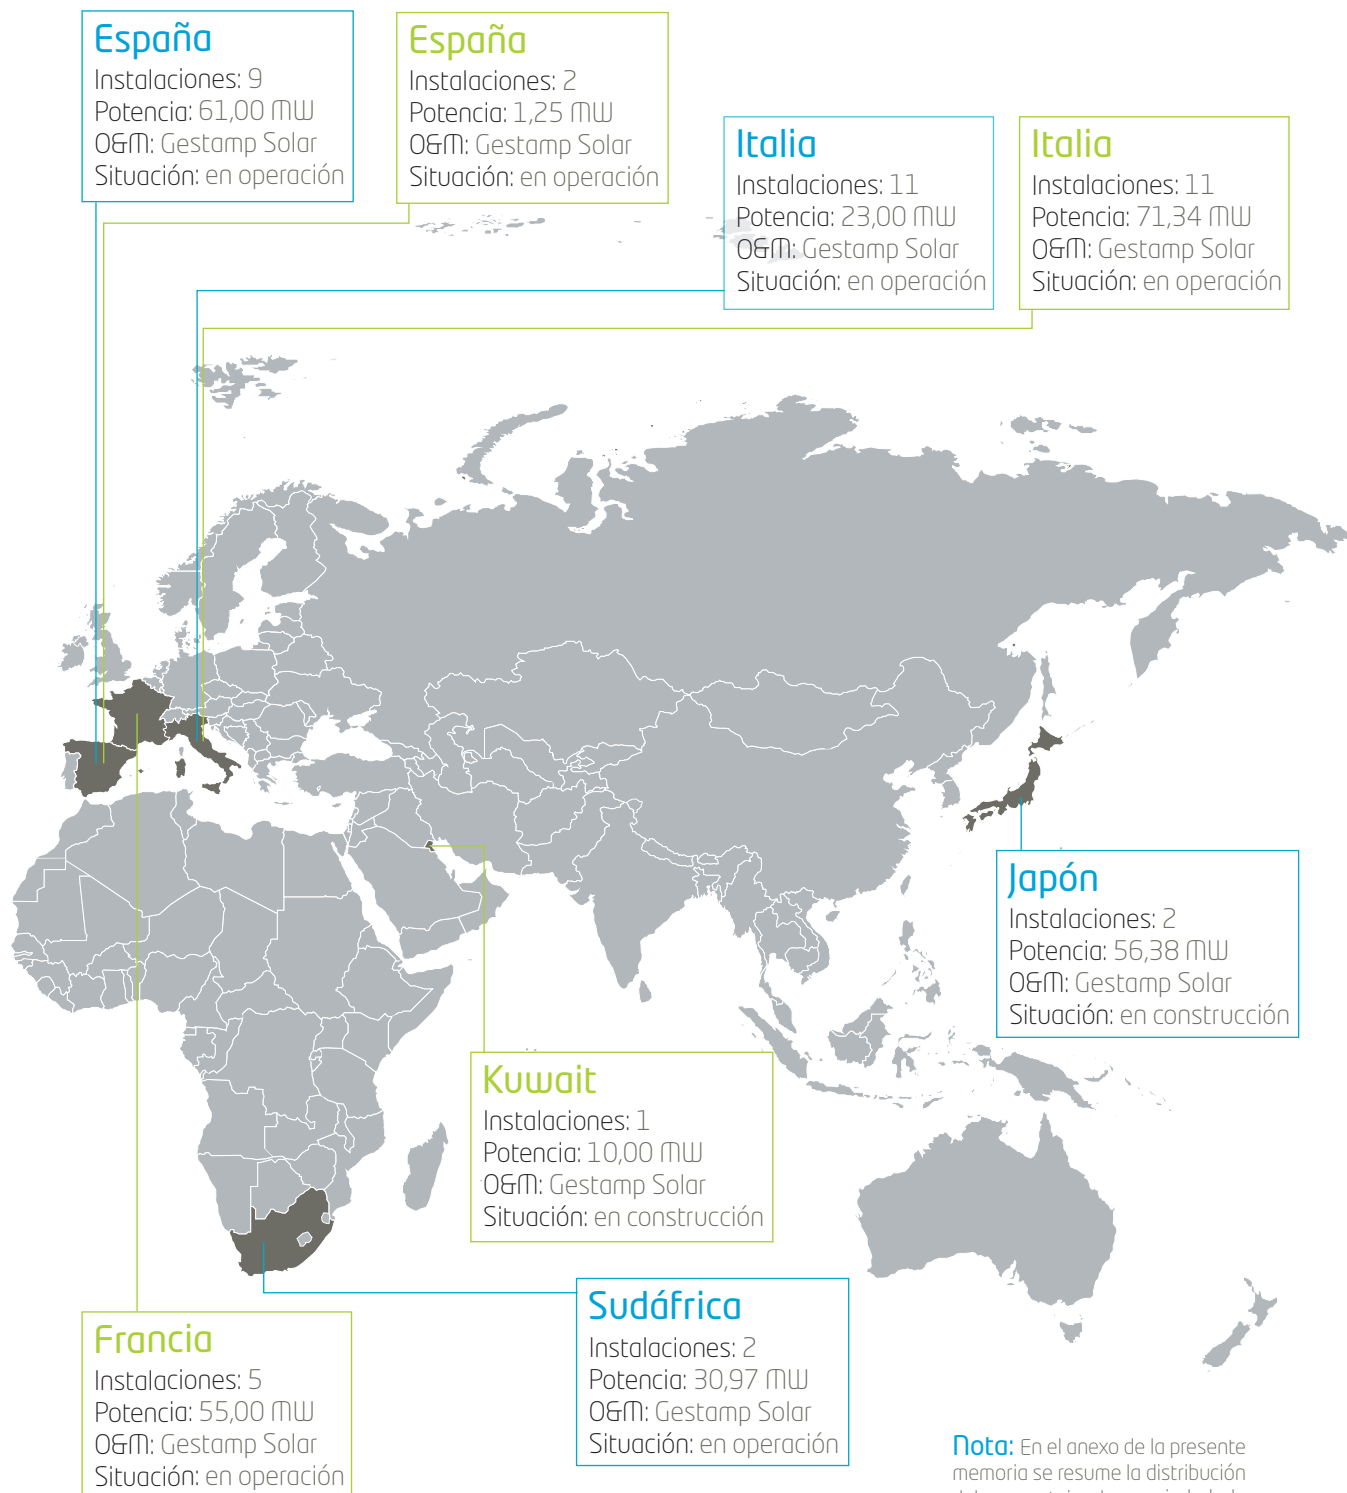 España
Instalaciones: 9
Potencia: 61,00 MW
O&M: Gestamp Solar
Situación: en operación
España
Instalaciones: 2
Potencia: 1,25 MW
O&M: Gestamp Solar
Situación: en operación
Italia
Instalaciones: 11
Potencia: 23,00 MW
O&M: Gestamp Solar
Situación: en operación
Italia
Instalaciones: 11
Potencia: 71,34 MW
O&M: Gestamp Solar
Situación: en operación
Japón
Instalaciones: 2
Potencia: 56,38 MW
O&M: Gestamp Solar
Situación: en construcción
Kuwait
Instalaciones: 1
Potencia: 10,00 MW
O&M: Gestamp Solar
Situación: en construcción
Sudáfrica
Instalaciones: 2
Potencia: 30,97 MW
O&M: Gestamp Solar
Situación: en operación
Francia
Instalaciones: 5
Potencia: 55,00 MW
O&M: Gestamp Solar
Situación: en operación
Nota: En el anexo de la presente
memoria se resume la distribución